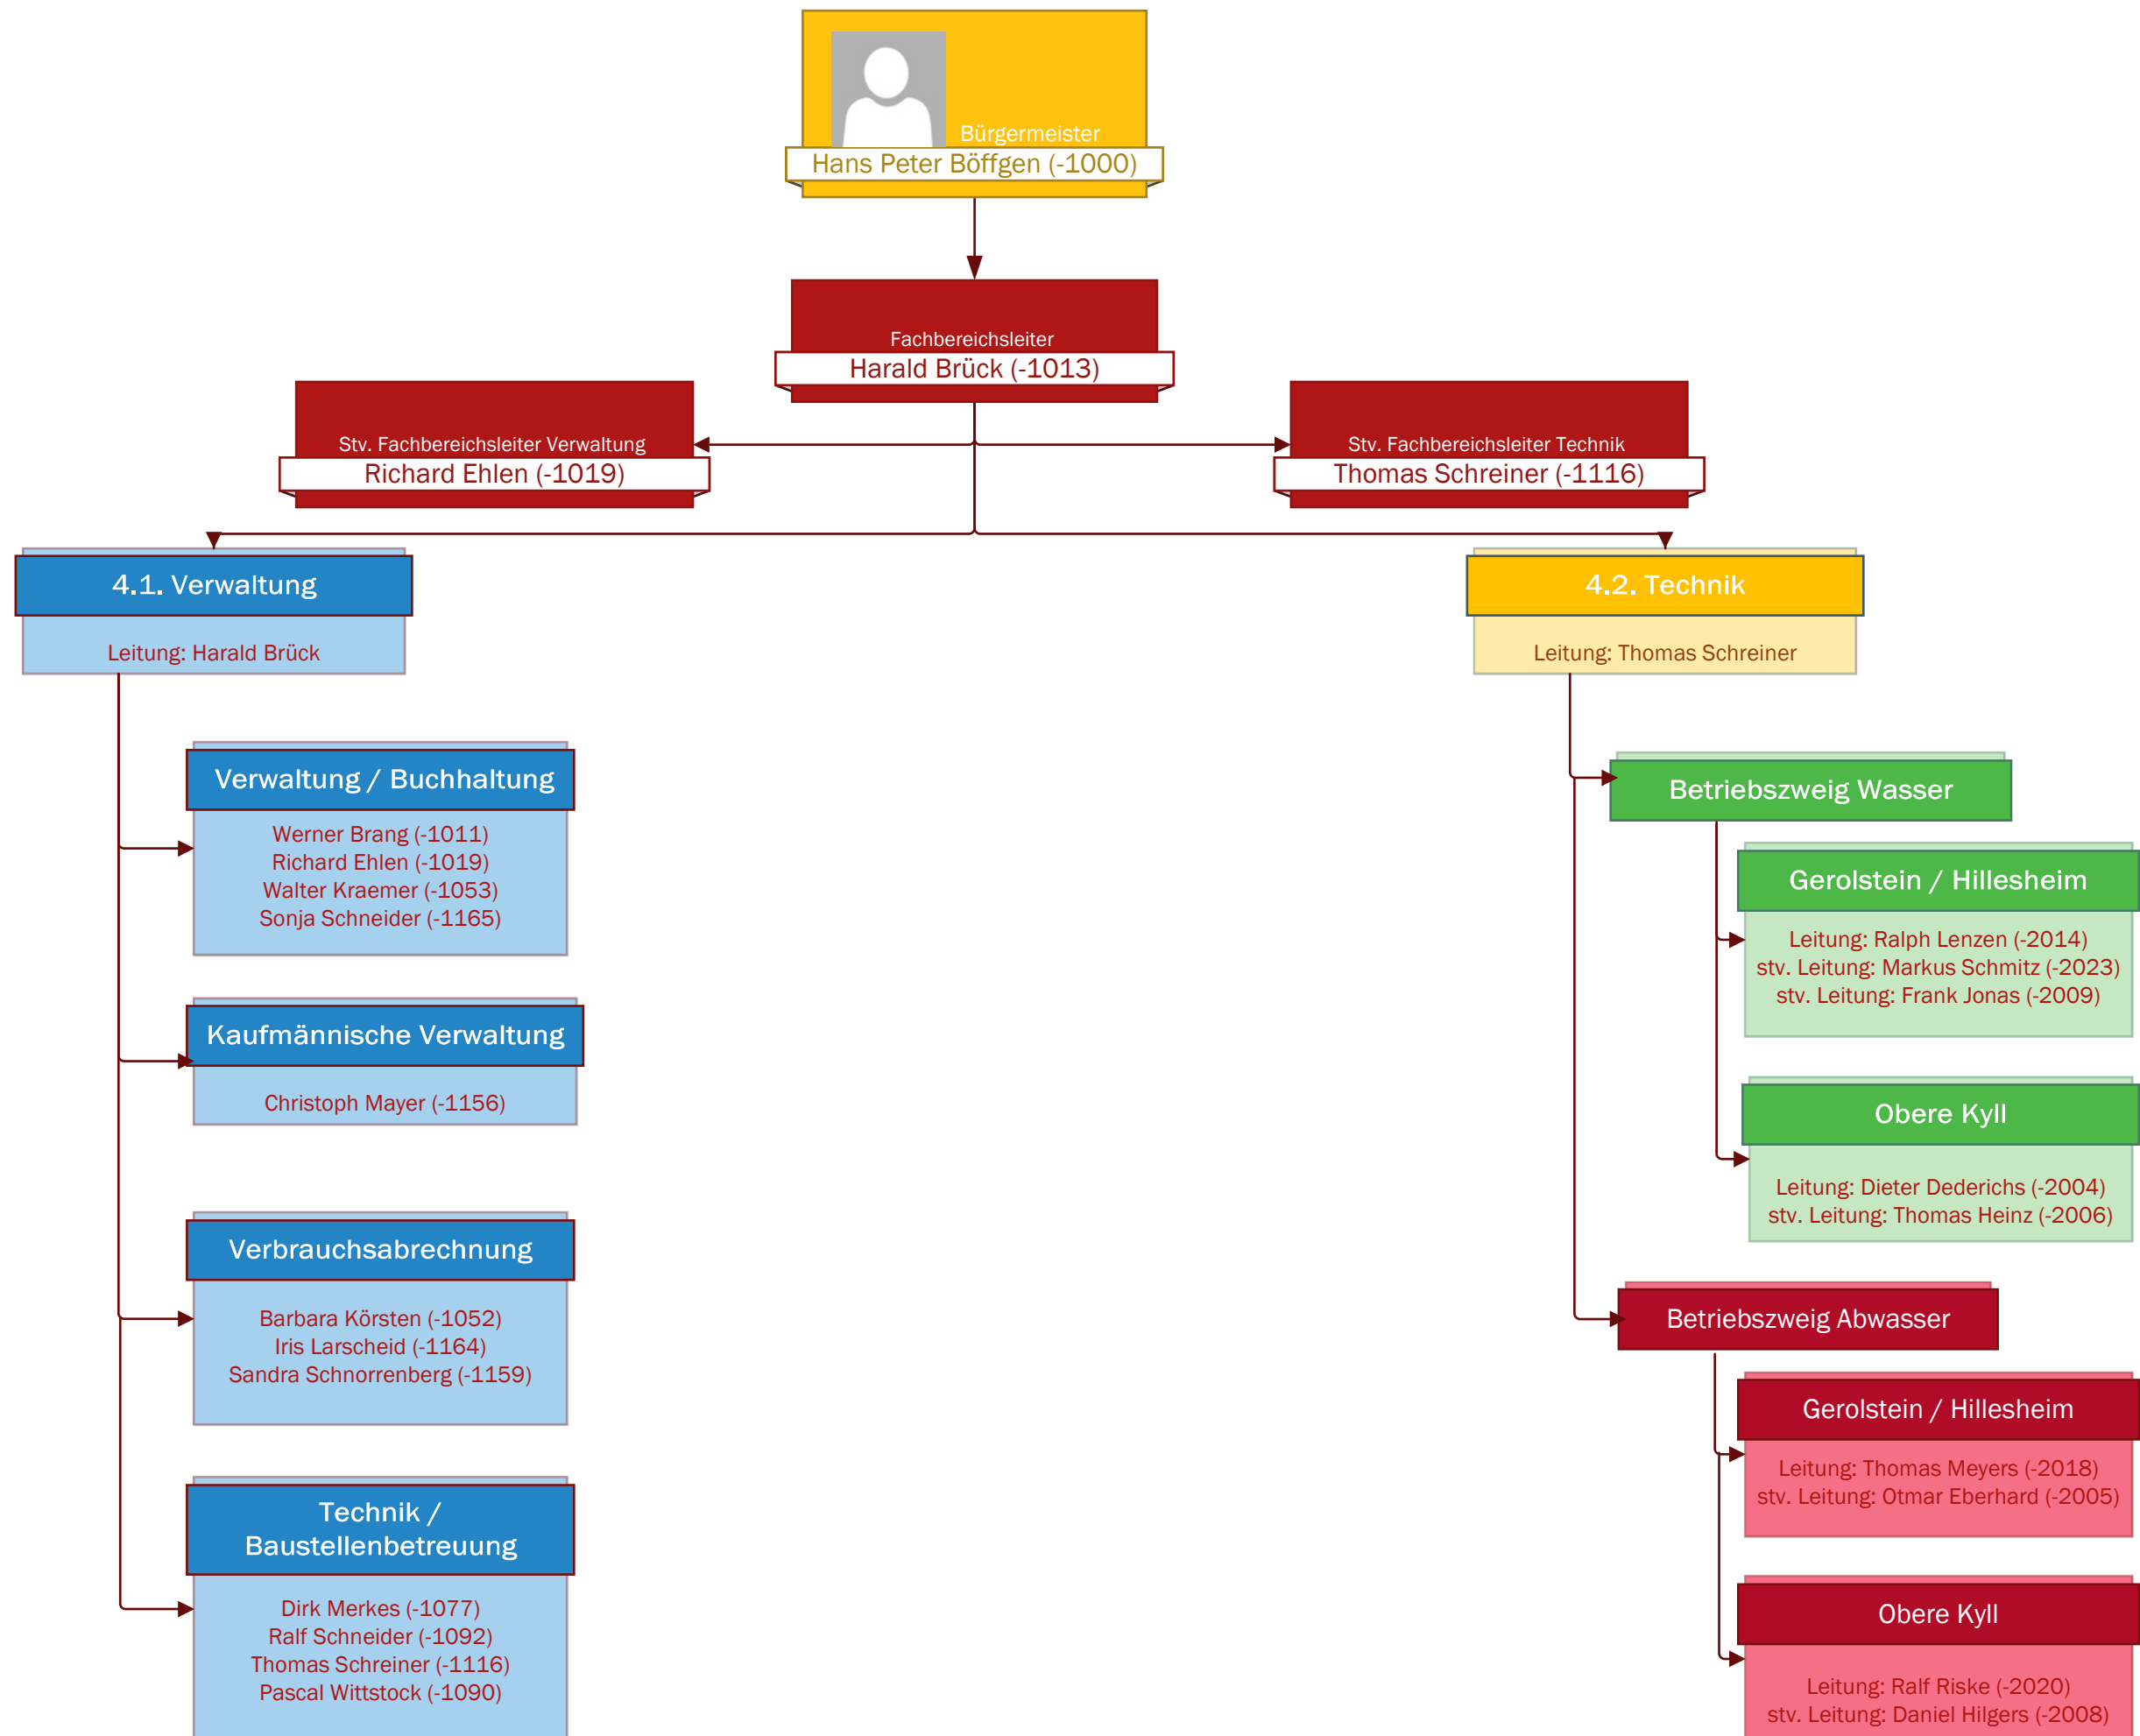 Bürgermeister
Hans Peter Böffgen (-1000)
Fachbereichsleiter
Harald Brück (-1013)
Stv. Fachbereichsleiter Verwaltung
Richard Ehlen (-1019)
Stv. Fachbereichsleiter Technik
Thomas Schreiner (-1116)
4.1. Verwaltung
Leitung: Harald Brück
Verwaltung / Buchhaltung
Werner Brang (-1011)
Richard Ehlen (-1019)
Walter Kraemer (-1053)
Sonja Schneider (-1165)
Kaufmännische Verwaltung
Christoph Mayer (-1156)
Verbrauchsabrechnung
Barbara Körsten (-1052)
Iris Larscheid (-1164)
Sandra Schnorrenberg (-1159)
Technik /
Baustellenbetreuung
Dirk Merkes (-1077)
Ralf Schneider (-1092)
Thomas Schreiner (-1116)
Pascal Wittstock (-1090)
4.2. Technik
Leitung: Thomas Schreiner
Betriebszweig Wasser
Gerolstein / Hillesheim
Leitung: Ralph Lenzen (-2014)
stv. Leitung: Markus Schmitz (-2023)
stv. Leitung: Frank Jonas (-2009)
Obere Kyll
Leitung: Dieter Dederichs (-2004)
stv. Leitung: Thomas Heinz (-2006)
Betriebszweig Abwasser
Gerolstein / Hillesheim
Leitung: Thomas Meyers (-2018)
stv. Leitung: Otmar Eberhard (-2005)
Obere Kyll
Leitung: Ralf Riske (-2020)
stv. Leitung: Daniel Hilgers (-2008)